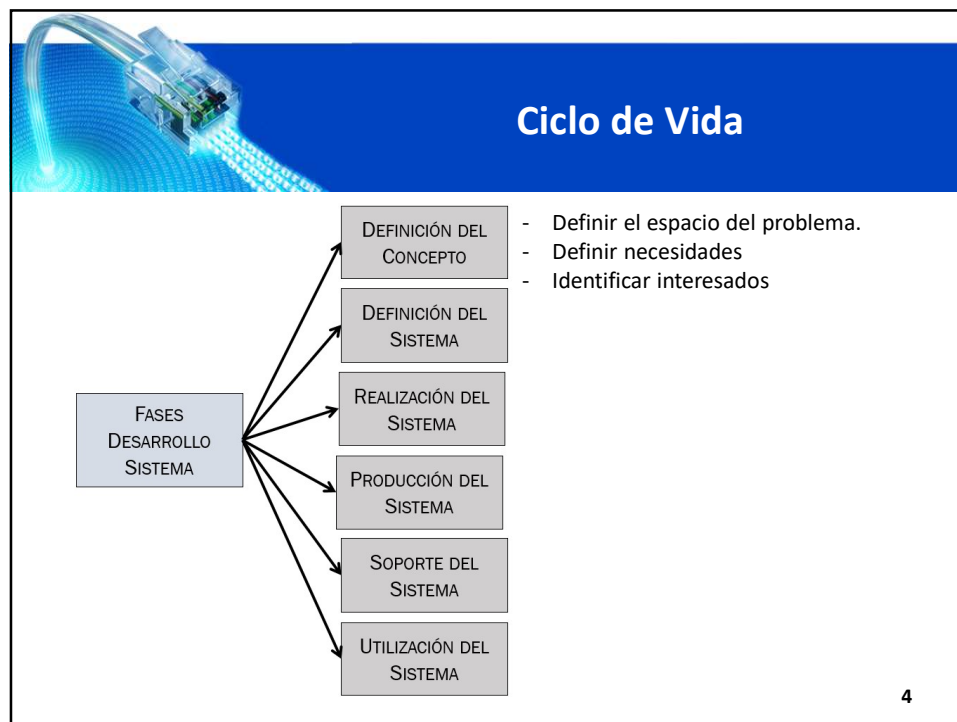 Ciclo de Vida
DEFINICIÓN DEL
CONCEPTO
- Definir el espacio del problema.
- Definir necesidades
- Identificar interesados
DEFINICIÓN DEL
SISTEMA
REALIZACIÓN DEL
SISTEMA
FASES
DESARROLLO
SISTEMA
PRODUCCIÓN DEL
SISTEMA
SOPORTE DEL
SISTEMA
UTILIZACIÓN DEL
SISTEMA
4